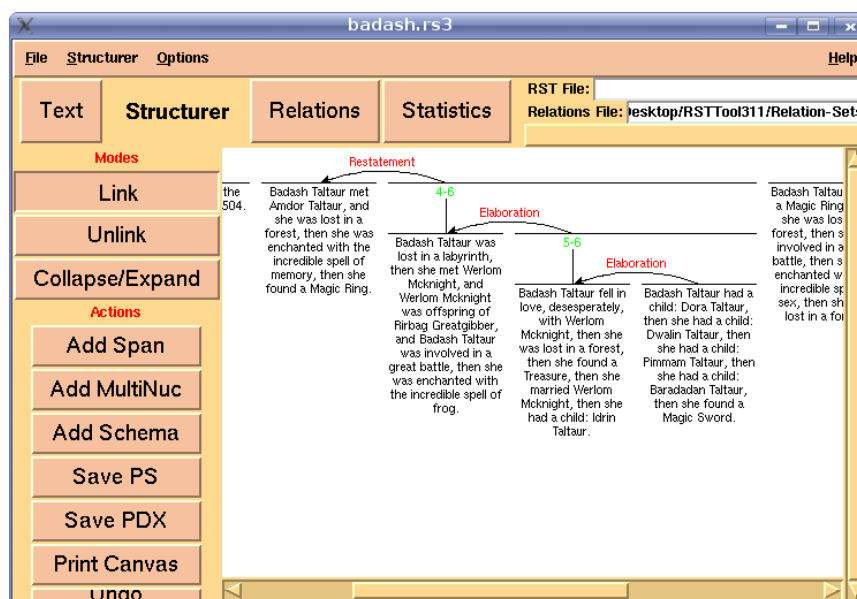 badash.rs3
File Structurer Options Help
Text Structurer Relations Statistics
RST File:
Relations File: esktop/RSTTool311/Relation-Sets
Modes
Link
Unlink
Collapse/Expand
Actions
Add Span
Add MultiNuc
Add Schema
Save PS
Save PDX
Print Canvas
Undo
the
504.
Restatement
Badash Taltaur met
Amdor Taltaur, and
she was lost in a
forest, then she was
enchanted with the
incredible spell of
memory, then she
found a Magic Ring.
4-6
Elaboration
Badash Taltaur was
lost in a labyrinth,
then she met Werlom
Mcknight, and
Werlom Mcknight
was offspring of
Rirbag Greatgibber,
and Badash Taltaur
was involved in a
great battle, then she
was enchanted with
the incredible spell of
frog.
5-6
Elaboration
Badash Taltaur fell in
love, desesperately,
with Werlom
Mcknight, then she
was lost in a forest,
then she found a
Treasure, then she
married Werlom
Mcknight, then she
had a child: Idrin
Taltaur.
Badash Taltaur had a
child: Dora Taltaur,
then she had a child:
Dwalin Taltaur, then
she had a child:
Pimmam Taltaur, then
she had a child:
Baradadan Taltaur,
then she found a
Magic Sword.
Badash Taltau
a Magic Ring
she was los
forest, then s
involved in a
battle, then s
enchanted w
incredible sp
sex, then sh
lost in a for